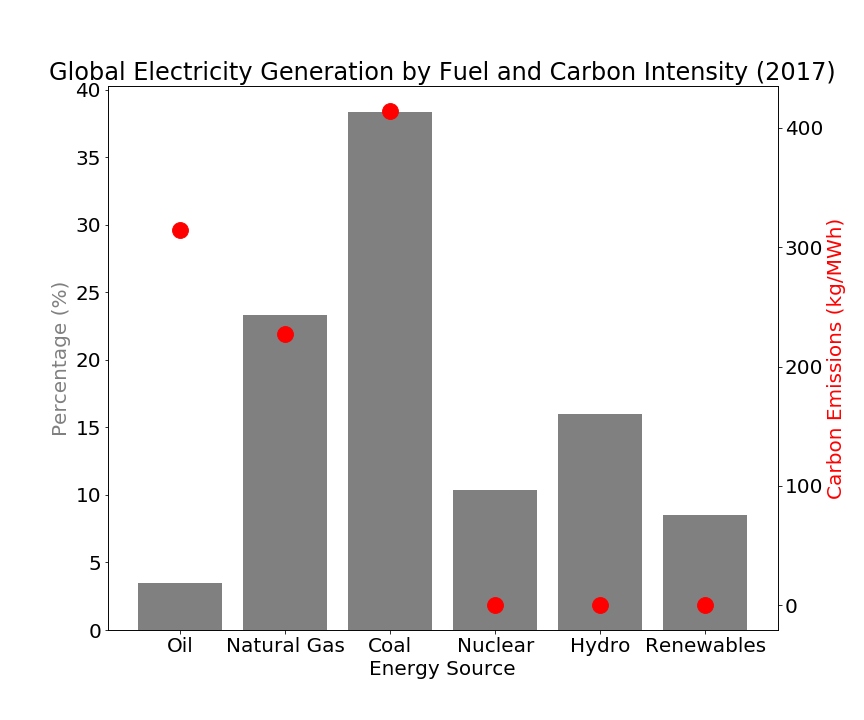 Global Electricity Generation by Fuel and Carbon Intensity (2017)
40
35
30
25
20
15
10
5
0
Percentage (%)
400
300
200
100
0
Carbon Emissions (kg/MWh)
Oil Natural Gas Coal Nuclear Hydro Renewables
Energy Source